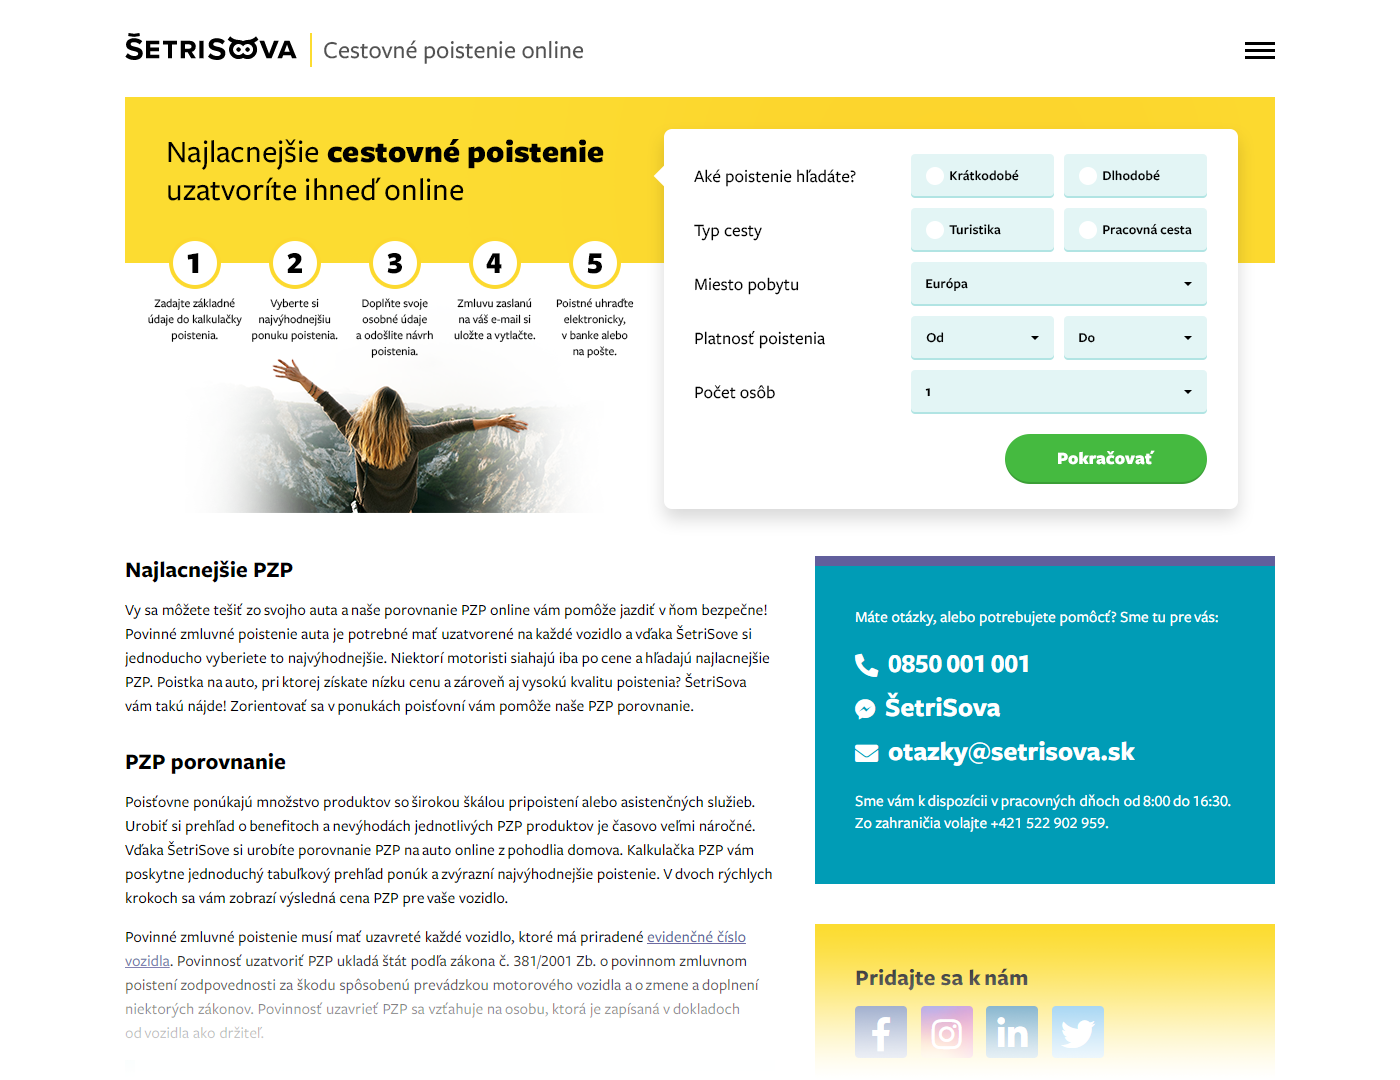 ŠETRISOVA
Cestovné poistenie online
Najlacnejšie cestovné poistenie
uzatvoríte ihneď online
1
Zadajte základné
údaje do kalkulačky
poistenia.
2
Vyberte si
najvýhodnejšiu
ponuku poistenia.
3
Doplňte svoje
osobné údaje
a odošlite návrh
poistenia.
4
Zmluvu zaslanú
na váš e-mail si
uložte a vytlačte.
5
Poistné uhraďte
elektronicky,
v banke alebo
na pošte.
Aké poistenie hľadáte?
Krátkodobé
Dlhodobé
Typ cesty
Turistika
Pracovná cesta
Miesto pobytu
Európa
Platnosť poistenia
Od
Do
Počet osôb
1
Pokračovať
Najlacnejšie PZP
Vy sa môžete tešiť zo svojho auta a naše porovnanie PZP online vám pomôže jazdiť v ňom bezpečne!
Povinné zmluvné poistenie auta je potrebné mať uzatvorené na každé vozidlo a vďaka ŠetriSove si
jednoducho vyberiete to najvýhodnejšie. Niektorí motoristi siahajú iba po cene a hľadajú najlacnejšie
PZP. Poistka na auto, pri ktorej získate nízku cenu a zároveň aj vysokú kvalitu poistenia? ŠetriSova
vám takú nájde! Zorientovať sa v ponukách poisťovní vám pomôže naše PZP porovnanie.
PZP porovnanie
Poisťovne ponúkajú množstvo produktov so širokou škálou pripoistení alebo asistenčných služieb.
Urobiť si prehľad o benefitoch a nevýhodách jednotlivých PZP produktov je časovo veľmi náročné.
Vďaka ŠetriSove si urobíte porovnanie PZP na auto online z pohodlia domova. Kalkulačka PZP vám
poskytne jednoduchý tabuľkový prehľad ponúk a zvýrazní najvýhodnejšie poistenie. V dvoch rýchlych
krokoch sa vám zobrazí výsledná cena PZP pre vaše vozidlo.
Povinné zmluvné poistenie musí mať uzavreté každé vozidlo, ktoré má priradené evidenčné číslo
vozidla. Povinnosť uzatvoriť PZP ukladá štát podľa zákona č. 381/2001 Zb. o povinnom zmluvnom
poistení zodpovednosti za škodu spôsobenú prevádzkou motorového vozidla a o zmene a doplnení
niektorých zákonov. Povinnosť uzavrieť PZP sa vzťahuje na osobu, ktorá je zapísaná v dokladoch
od vozidla ako držiteľ.
Máte otázky, alebo potrebujete pomôcť? Sme tu pre vás:
0850 001 001
ŠetriSova
otazky@setrisova.sk
Sme vám k dispozícii v pracovných dňoch od 8:00 do 16:30.
Zo zahraničia volajte +421 522 902 959.
Pridajte sa k nám